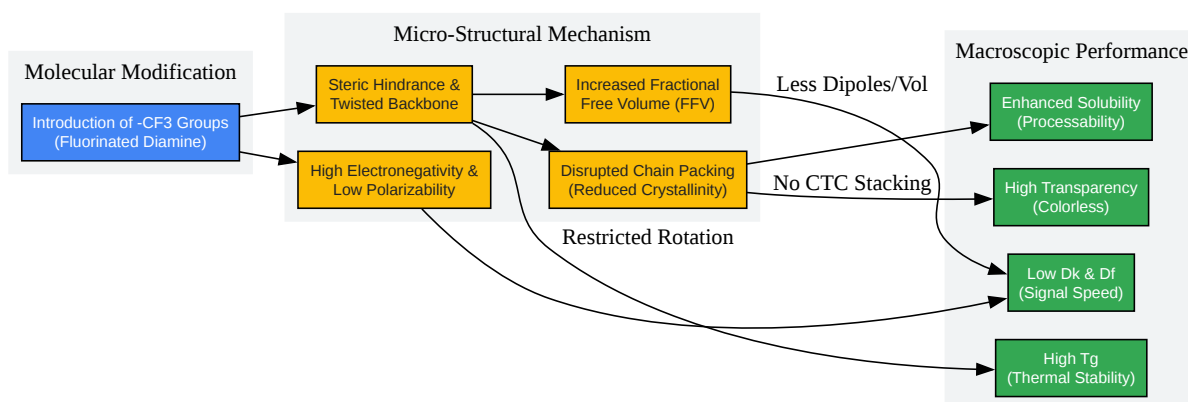 Molecular Modification
Introduction of -CF3 Groups
(Fluorinated Diamine)
Micro-Structural Mechanism
Steric Hindrance &
Twisted Backbone
Increased Fractional
Free Volume (FFV)
High Electronegativity &
Low Polarizability
Disrupted Chain Packing
(Reduced Crystallinity)
Less Dipoles/Vol
No CTC Stacking
Restricted Rotation
Macroscopic Performance
Enhanced Solubility
(Processability)
High Transparency
(Colorless)
Low Dk & Df
(Signal Speed)
High Tg
(Thermal Stability)